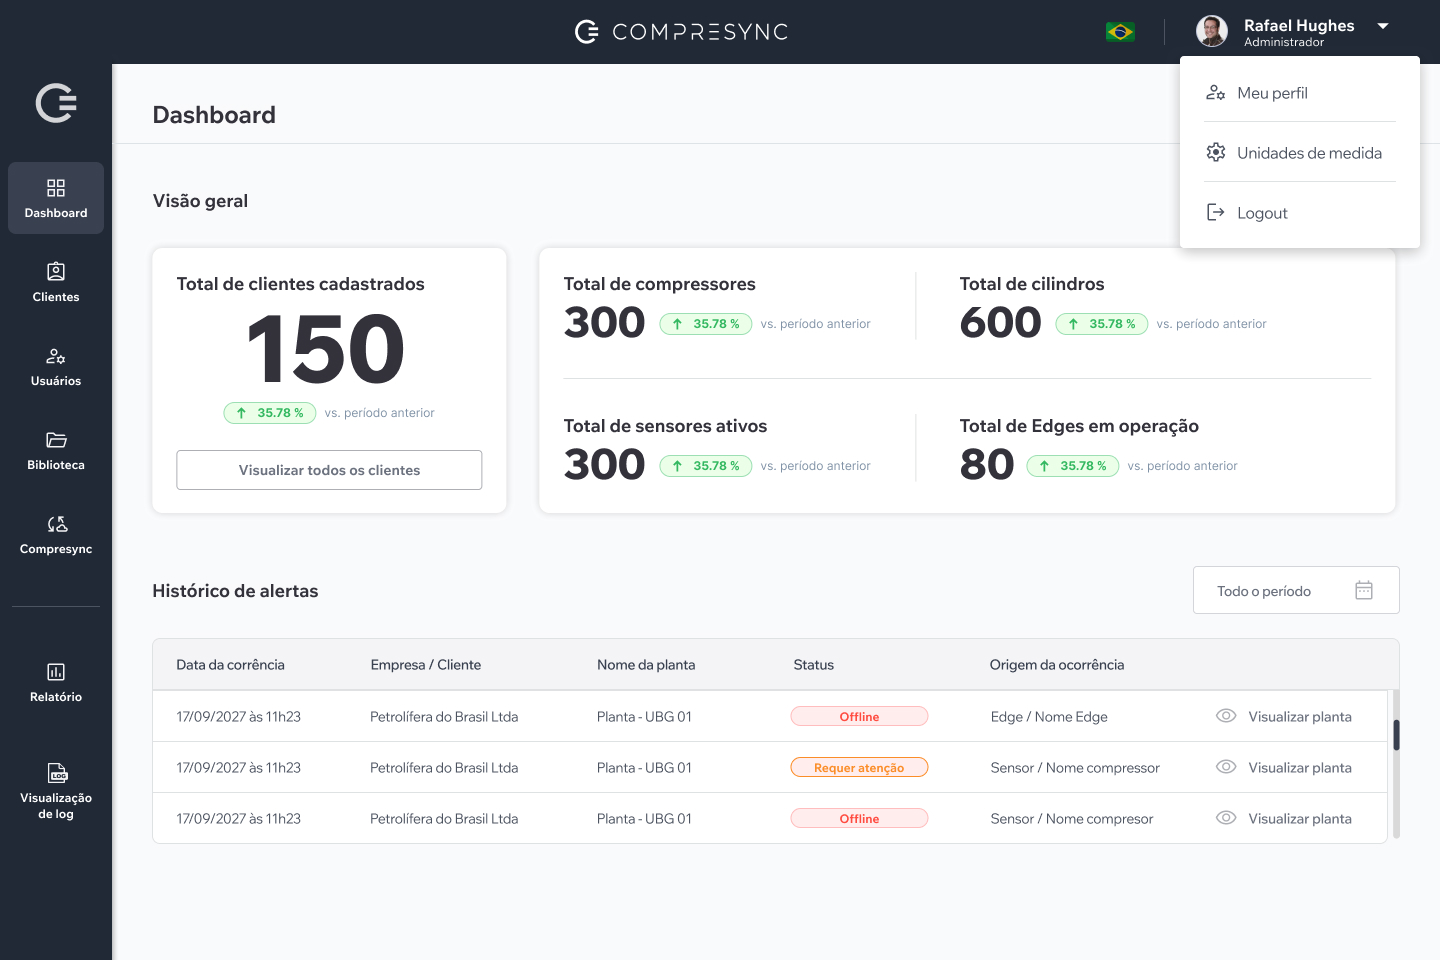 COMPRESYNC
Rafael Hughes
Administrador
Meu perfil
Unidades de medida
Logout
Dashboard
Clientes
Usuários
Biblioteca
Compresync
Relatório
LOG
Visualização
de log
Dashboard
Visão geral
Total de clientes cadastrados
150
35.78 % vs. período anterior
Visualizar todos os clientes
Total de compressores
300 35.78 % vs. período anterior
Total de cilindros
600 35.78 % vs. período anterior
Total de sensores ativos
300 35.78 % vs. período anterior
Total de Edges em operação
80 35.78 % vs. período anterior
Histórico de alertas
Todo o período
Data da corrência Empresa / Cliente Nome da planta Status Origem da ocorrência
17/09/2027 às 11h23 Petrolífera do Brasil Ltda Planta - UBG 01 Offline Edge / Nome Edge Visualizar planta
17/09/2027 às 11h23 Petrolífera do Brasil Ltda Planta - UBG 01 Requer atenção Sensor / Nome compressor Visualizar planta
17/09/2027 às 11h23 Petrolífera do Brasil Ltda Planta - UBG 01 Offline Sensor / Nome compresor Visualizar planta